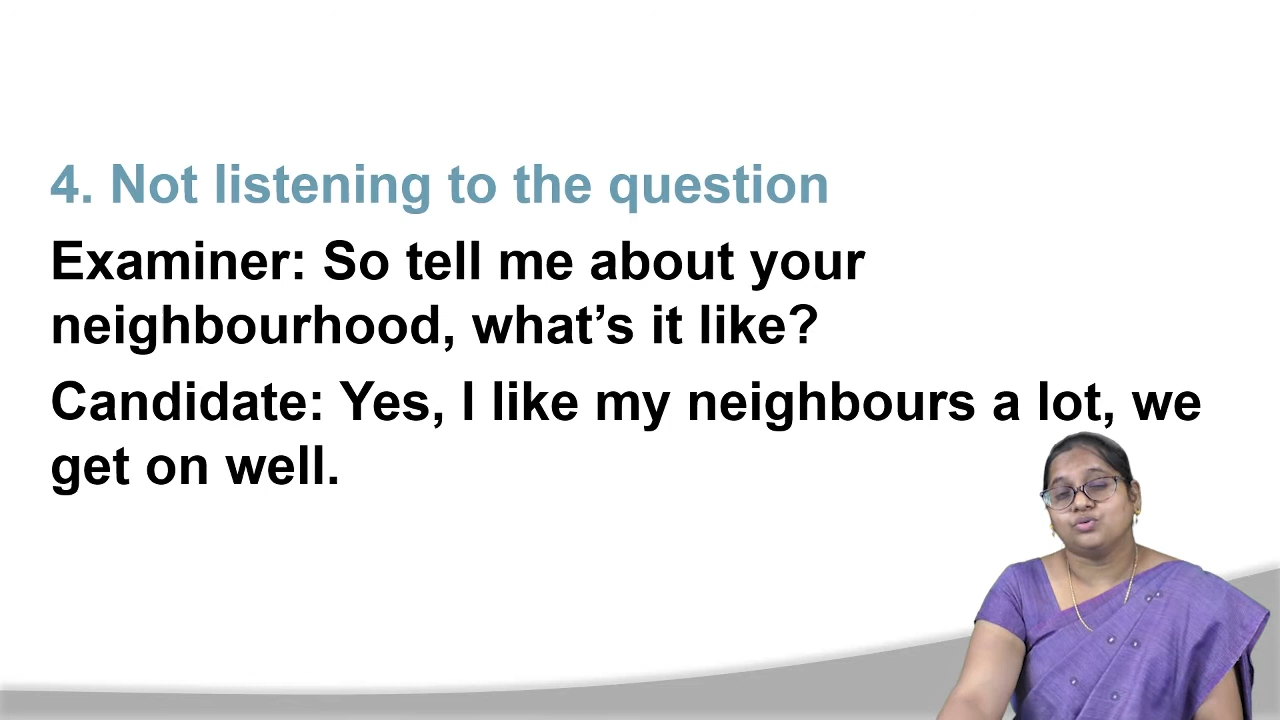 4. Not listening to the question
Examiner: So tell me about your
neighbourhood, what’s it like?
Candidate: Yes, I like my neighbours a lot, we
get on well.